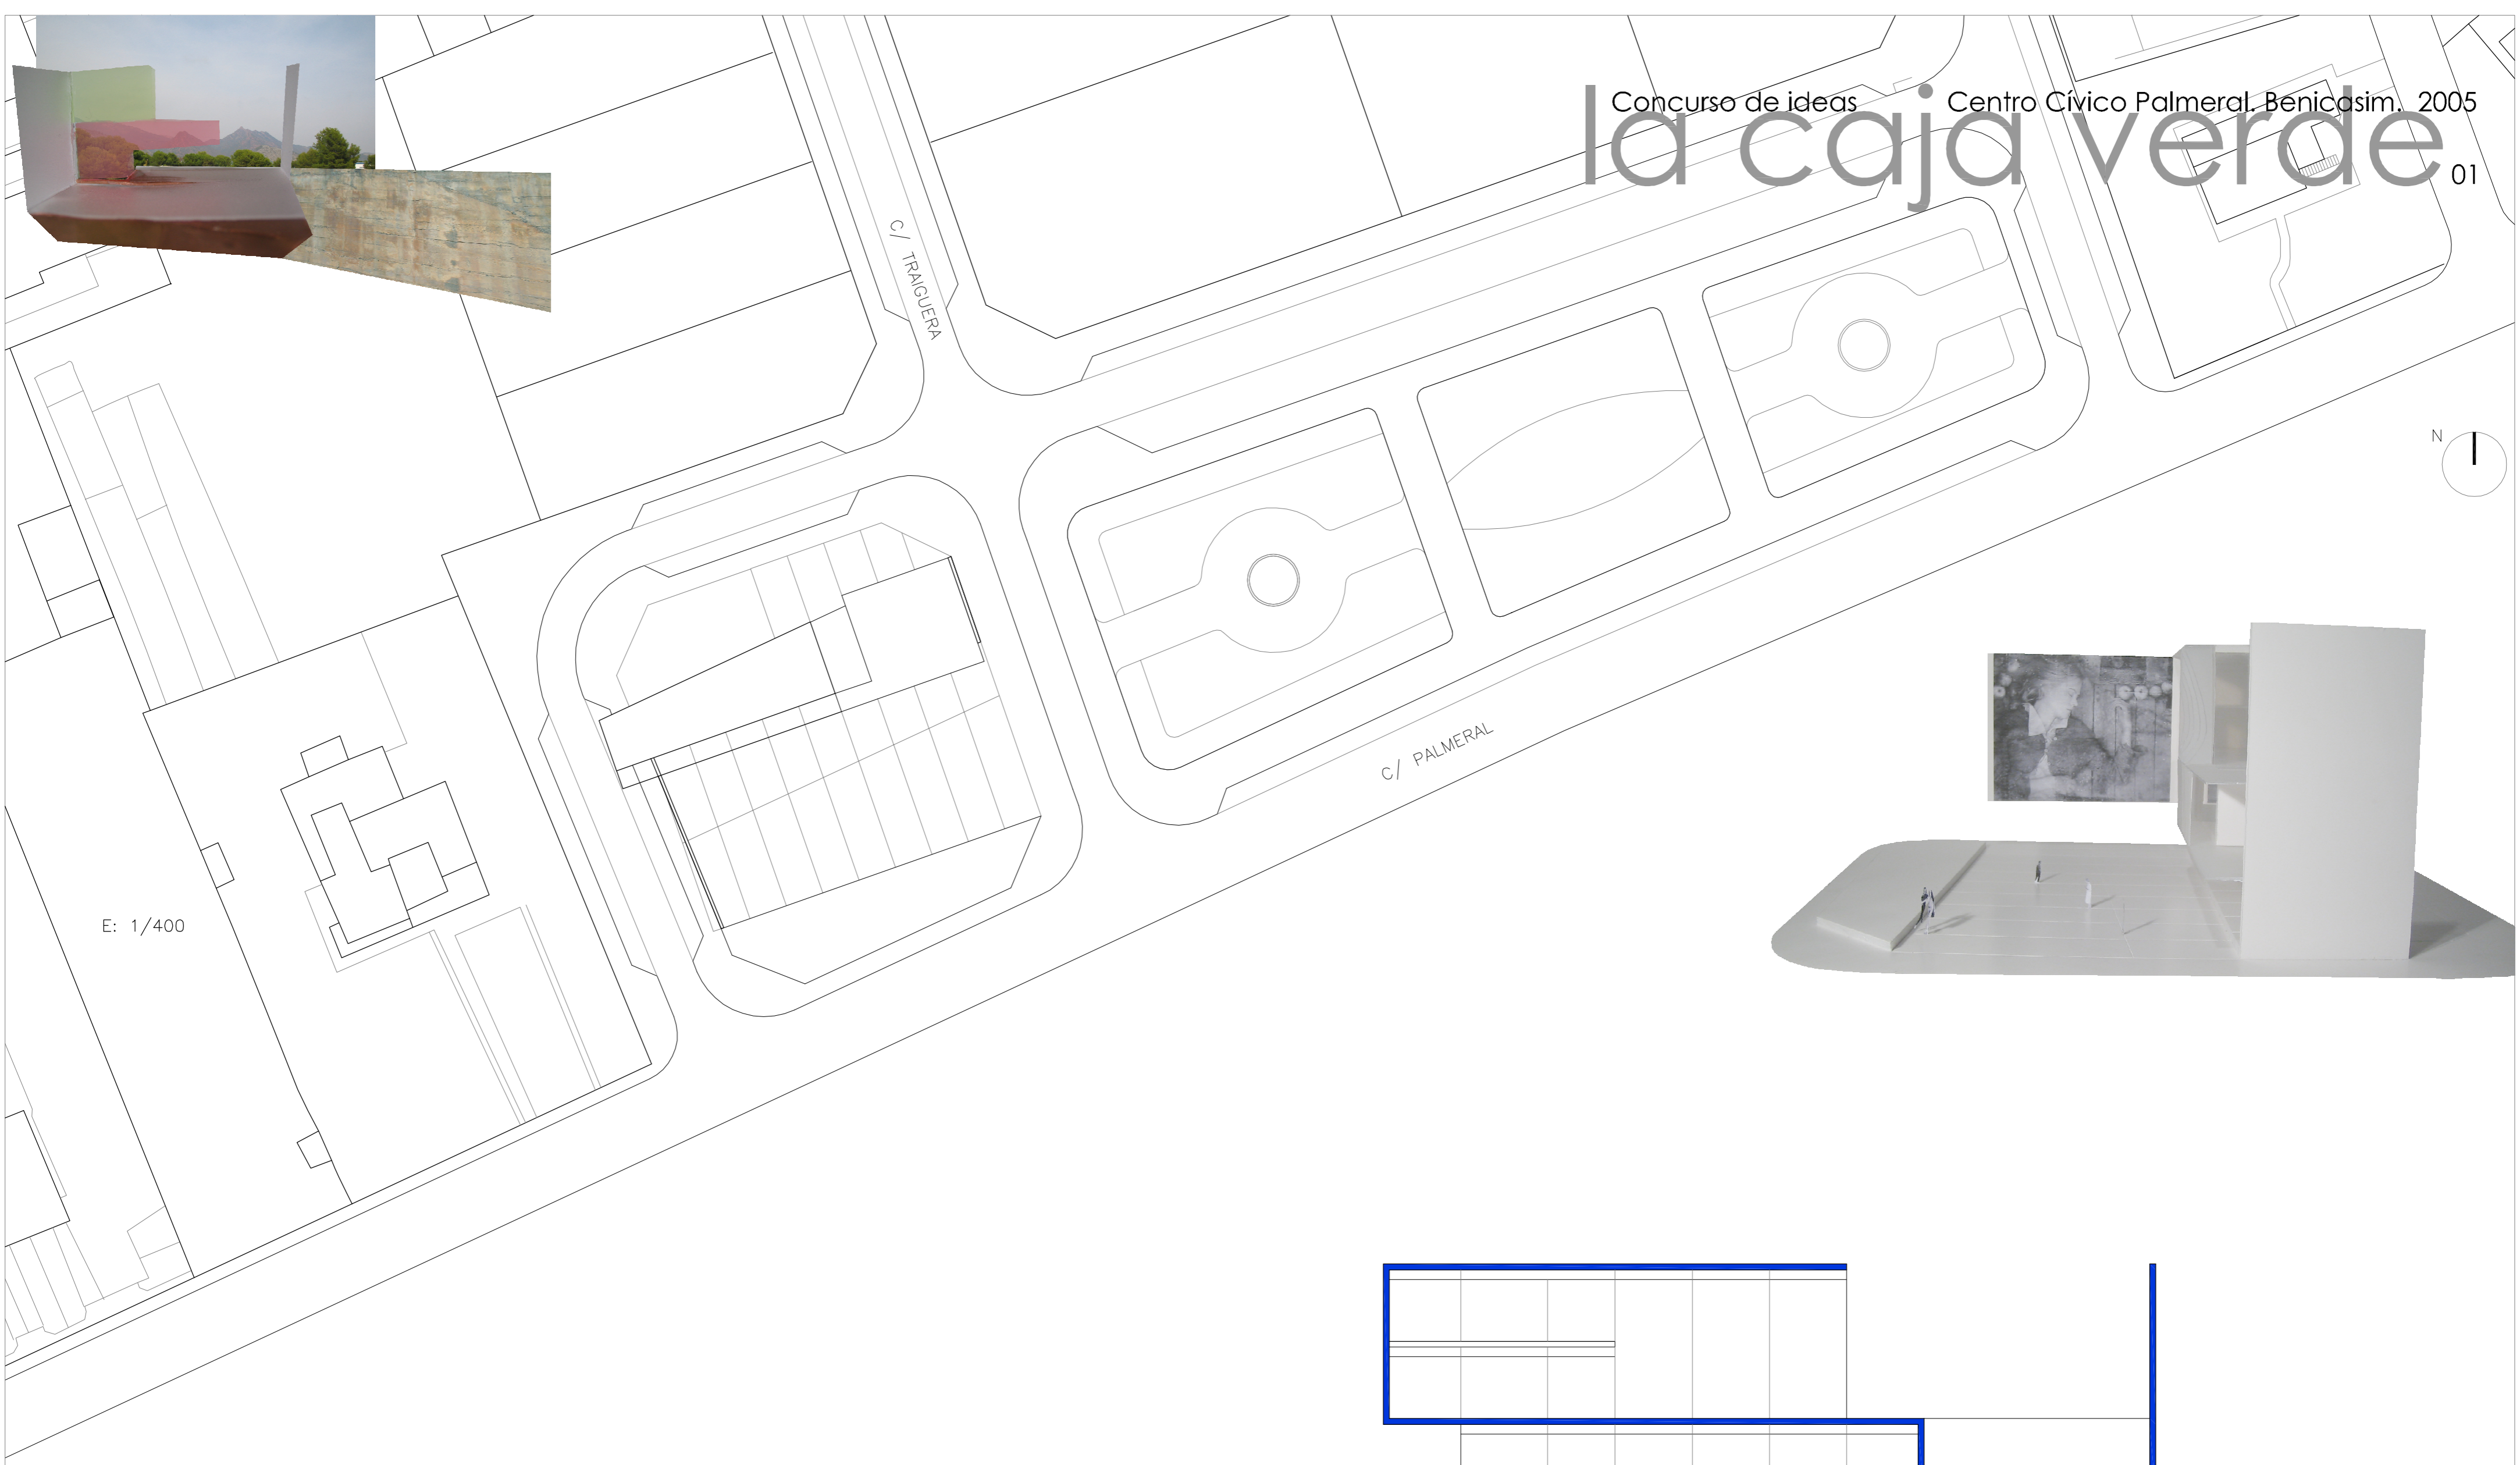 Concurso de ideas Centro Cívico Palmeral. Benicasim. 2005
la caja verde
01
C/ TRAIGUERA
N
C/ PALMERAL
E: 1/400